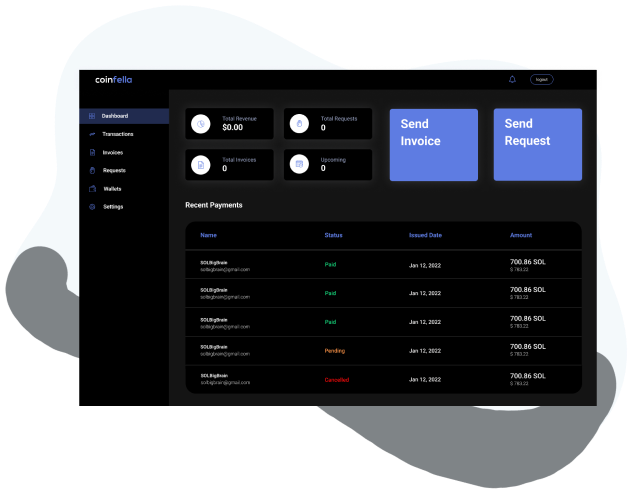 coinfella
logout
Dashboard
Transactions
Invoices
Requests
Wallets
Settings
Total Revenue
$0.00
Total Requests
0
Total Invoices
0
Upcoming
0
Send
Invoice
Send
Request
Recent Payments
Name Status Issued Date Amount
SOLBigBrain
solbigbrain@gmail.com
Paid
Jan 12, 2022
700.86 SOL
$ 783.22
SOLBigBrain
solbigbrain@gmail.com
Paid
Jan 12, 2022
700.86 SOL
$ 783.22
SOLBigBrain
solbigbrain@gmail.com
Paid
Jan 12, 2022
700.86 SOL
$ 783.22
SOLBigBrain
solbigbrain@gmail.com
Pending
Jan 12, 2022
700.86 SOL
$ 783.22
SOLBigBrain
solbigbrain@gmail.com
Cancelled
Jan 12, 2022
700.86 SOL
$ 783.22